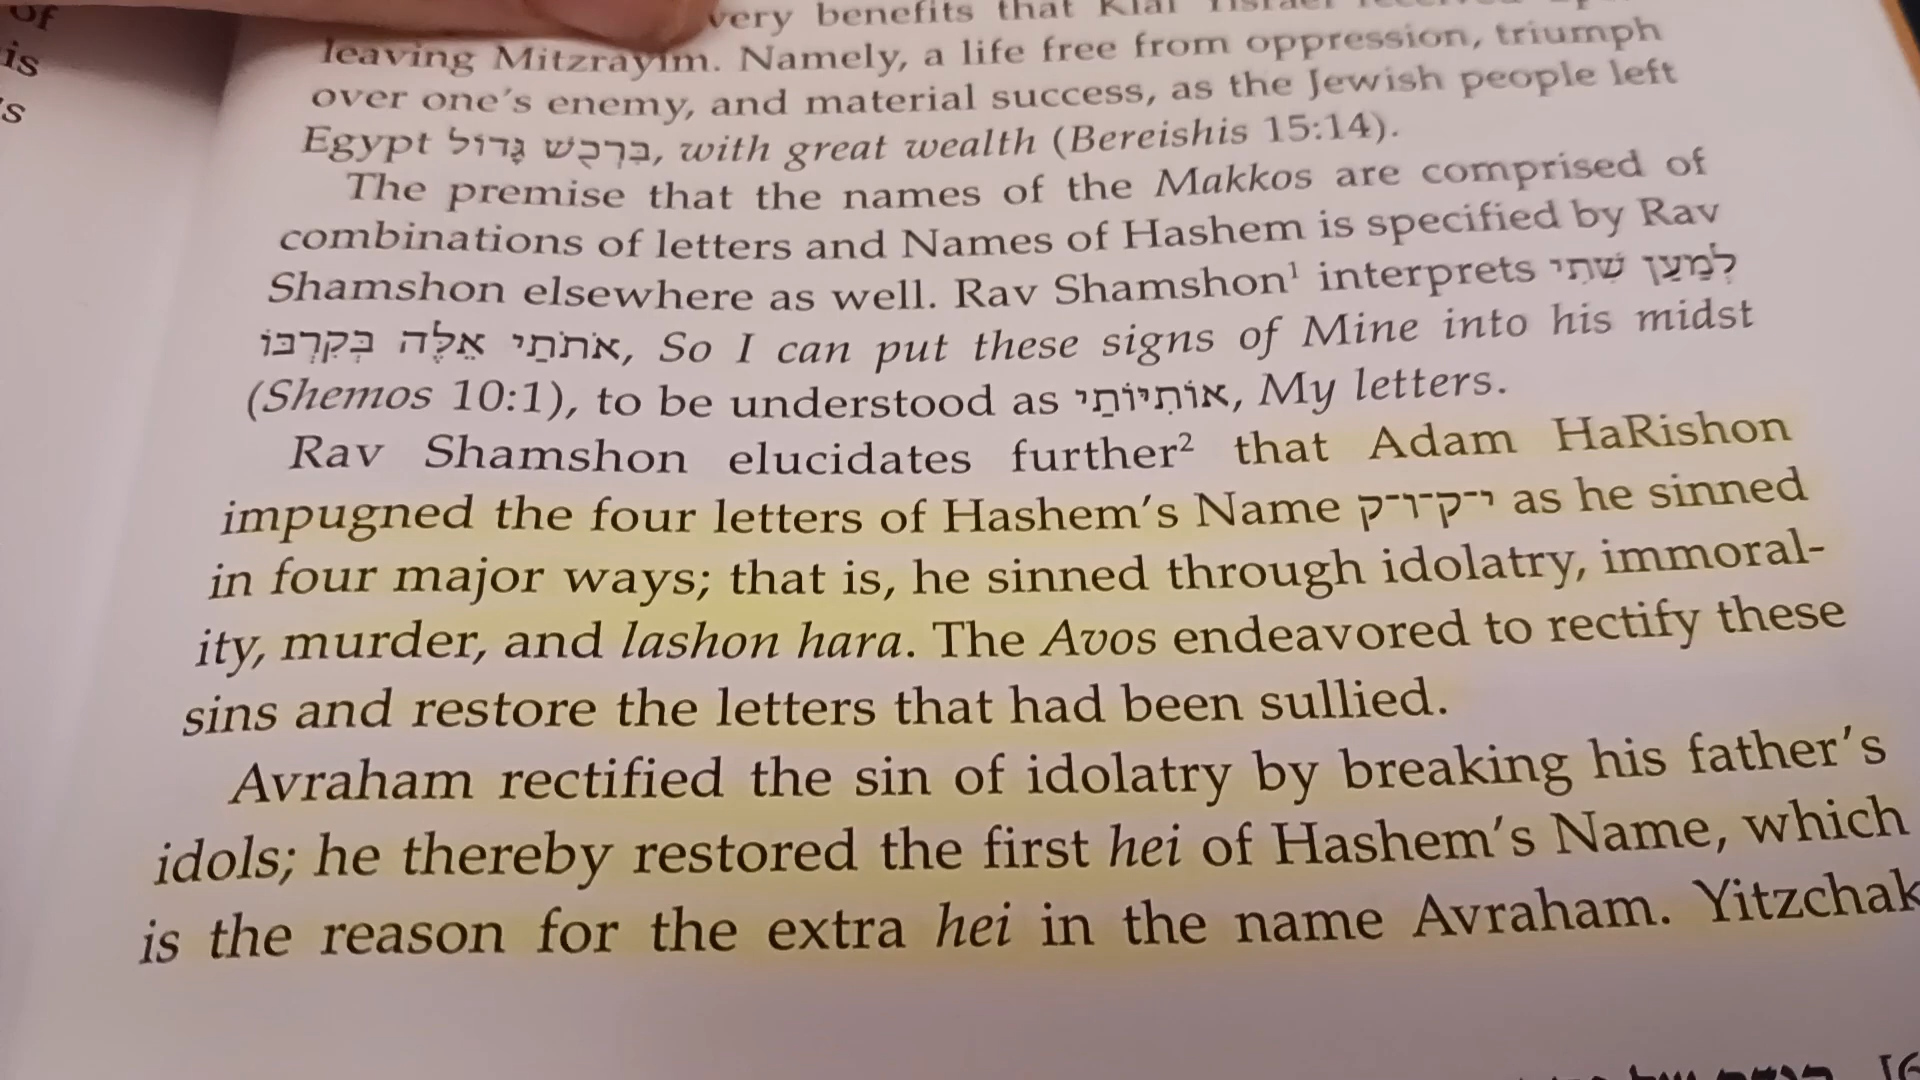 of
is
's
very benefits that Klal Yisrael received
leaving Mitzrayim. Namely, a life free from oppression, triumph
over one's enemy, and material success, as the Jewish people left
Egypt בִּרְכֻשׁ גָּדוֹל, with great wealth (Bereishis 15:14).
The premise that the names of the Makkos are comprised of
combinations of letters and Names of Hashem is specified by Rav
Shamshon elsewhere as well. Rav Shamshon¹ interprets לְמַעַן שִׁתִי
אֹתֹתַי אֵלֶּה בְּקִרְבּוֹ, So I can put these signs of Mine into his midst
(Shemos 10:1), to be understood as אוֹתִיּוֹתַי, My letters.
Rav Shamshon elucidates further² that Adam HaRishon
impugned the four letters of Hashem's Name י־ק־ו־ק as he sinned
in four major ways; that is, he sinned through idolatry, immoral-
ity, murder, and lashon hara. The Avos endeavored to rectify these
sins and restore the letters that had been sullied.
Avraham rectified the sin of idolatry by breaking his father's
idols; he thereby restored the first hei of Hashem's Name, which
is the reason for the extra hei in the name Avraham. Yitzchak